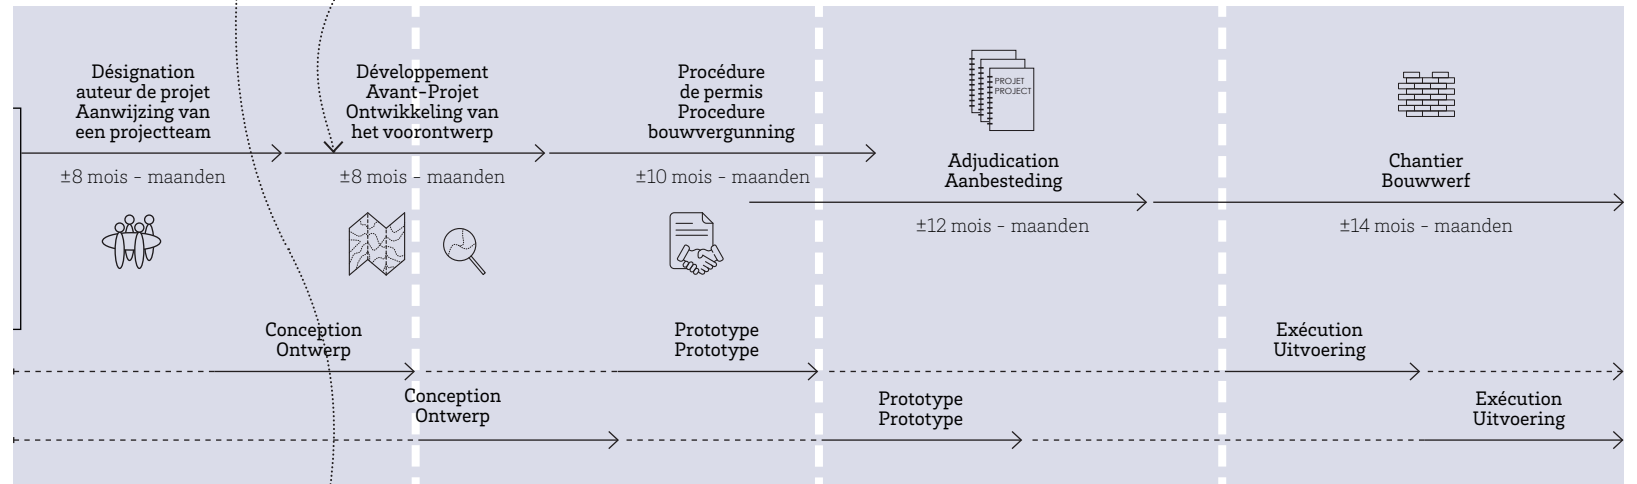 Désignation
auteur de projet
Aanwijzing van
een projectteam
±8 mois - maanden
Développement
Avant-Projet
Ontwikkeling van
het voorontwerp
±8 mois - maanden
Procédure
de permis
Procedure
bouwvergunning
±10 mois - maanden
PROJET
PROJECT
Adjudication
Aanbesteding
±12 mois - maanden
Chantier
Bouwwerf
±14 mois - maanden
Conception
Ontwerp
Prototype
Prototype
Exécution
Uitvoering
Conception
Ontwerp
Prototype
Prototype
Exécution
Uitvoering